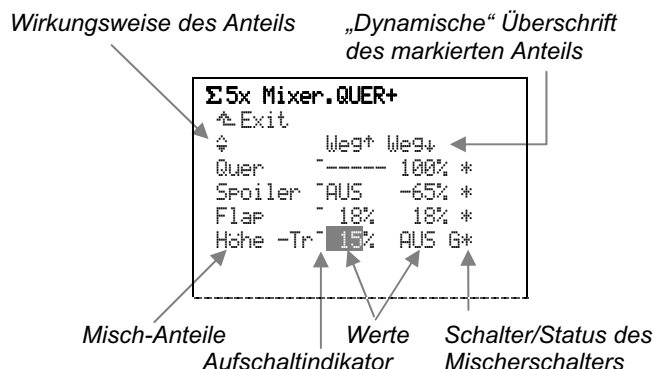 Wirkungsweise des Anteils
„Dynamische“ Überschrift
des markierten Anteils
Σ5x Mixer.QUER+
Exit
Weg↑ Weg↓
Quer ¯----- 100% *
Spoiler ¯AUS -65% *
Flap ¯ 18% 18% *
Höhe -Tr¯ 15% AUS G*
Misch-Anteile
Werte
Schalter/Status des
Mischerschalters
Aufschaltindikator